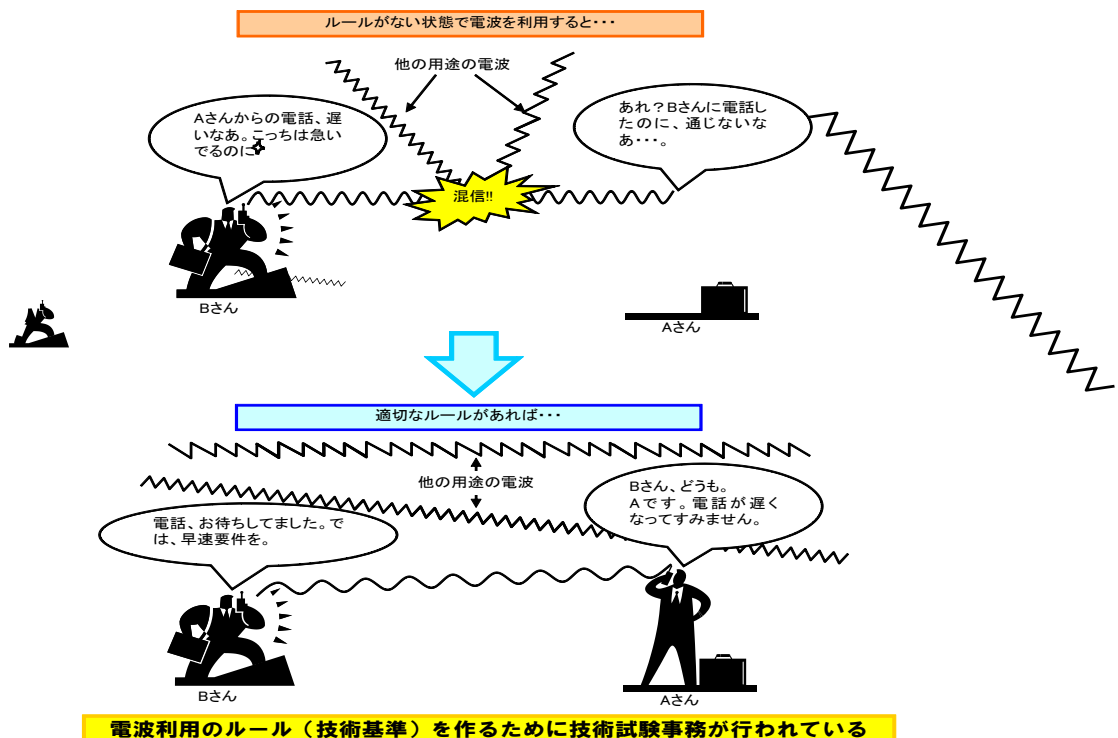 ルールがない状態で電波を利用すると･･･
他の用途の電波
Aさんからの電話、遅
いなあ。こっちは急い
でるのに
あれ？Bさんに電話し
たのに、通じないな
あ･･･。
混信!!
Bさん
Aさん
適切なルールがあれば･･･
他の用途の電波
Bさん、どうも。
Aです。電話が遅く
なってすみません。
電話、お待ちしてました。で
は、早速要件を。
Bさん
Aさん
電波利用のルール（技術基準）を作るために技術試験事務が行われている